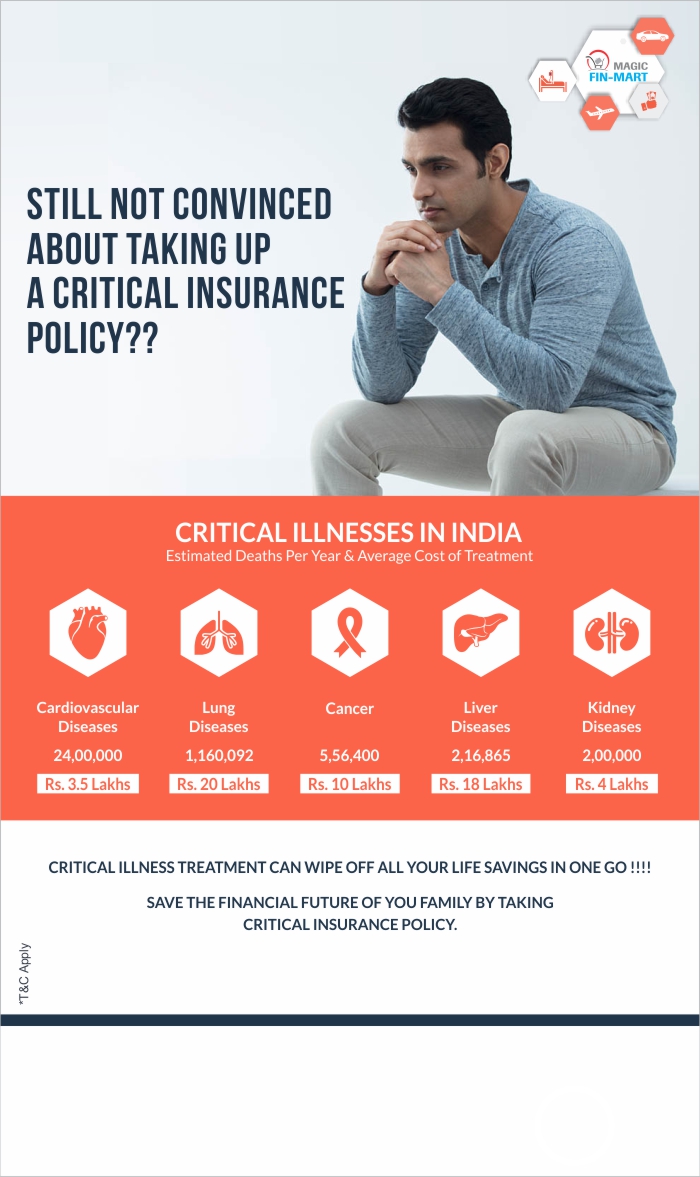 MAGIC
FIN-MART
STILL NOT CONVINCED
ABOUT TAKING UP
A CRITICAL INSURANCE
POLICY??
CRITICAL ILLNESSES IN INDIA
Estimated Deaths Per Year & Average Cost of Treatment
Cardiovascular
Diseases
24,00,000
Rs. 3.5 Lakhs
Lung
Diseases
1,160,092
Rs. 20 Lakhs
Cancer
5,56,400
Rs. 10 Lakhs
Liver
Diseases
2,16,865
Rs. 18 Lakhs
Kidney
Diseases
2,00,000
Rs. 4 Lakhs
CRITICAL ILLNESS TREATMENT CAN WIPE OFF ALL YOUR LIFE SAVINGS IN ONE GO !!!!
SAVE THE FINANCIAL FUTURE OF YOU FAMILY BY TAKING
CRITICAL INSURANCE POLICY.
*T&C Apply